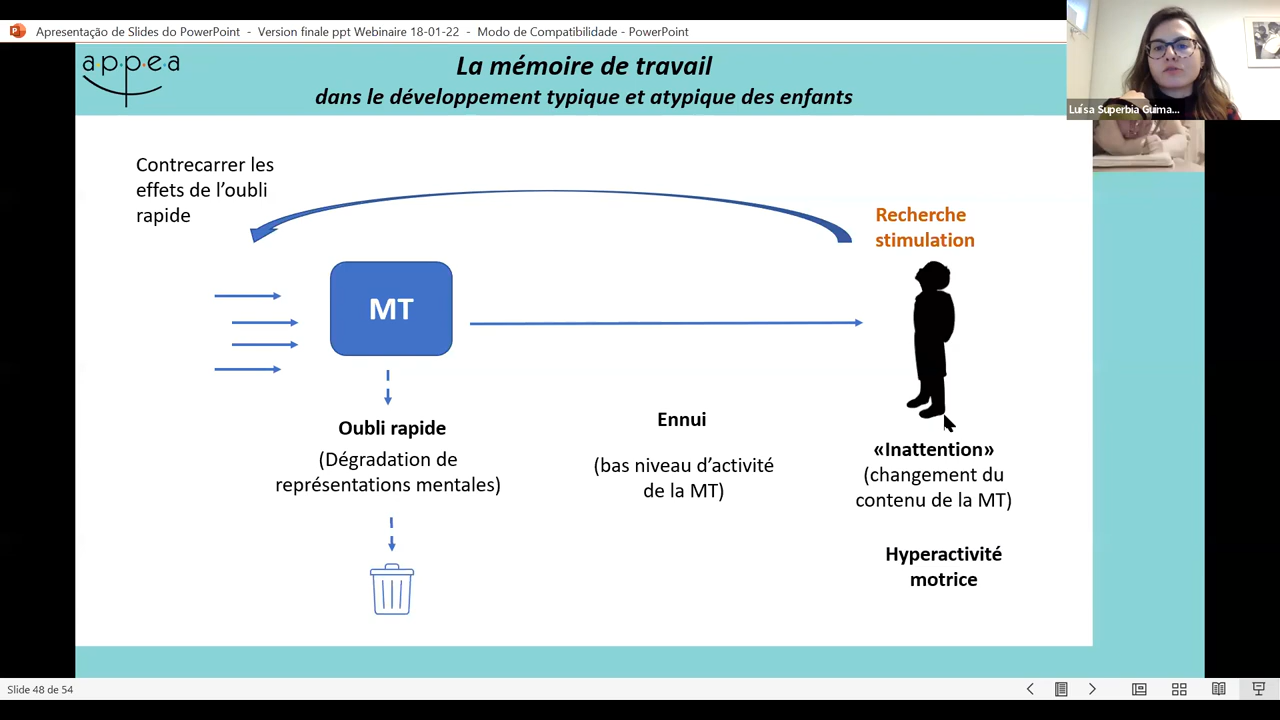 Apresentação de Slides do PowerPoint - Version finale ppt Webinaire 18-01-22 - Modo de Compatibilidade - PowerPoint
Luísa Superbia Guima...
appea
La mémoire de travail
dans le développement typique et atypique des enfants
Contrecarrer les
effets de l’oubli
rapide
Recherche
stimulation
MT
Oubli rapide
(Dégradation de
représentations mentales)
Ennui
(bas niveau d’activité
de la MT)
«Inattention»
(changement du
contenu de la MT)
Hyperactivité
motrice
Slide 48 de 54